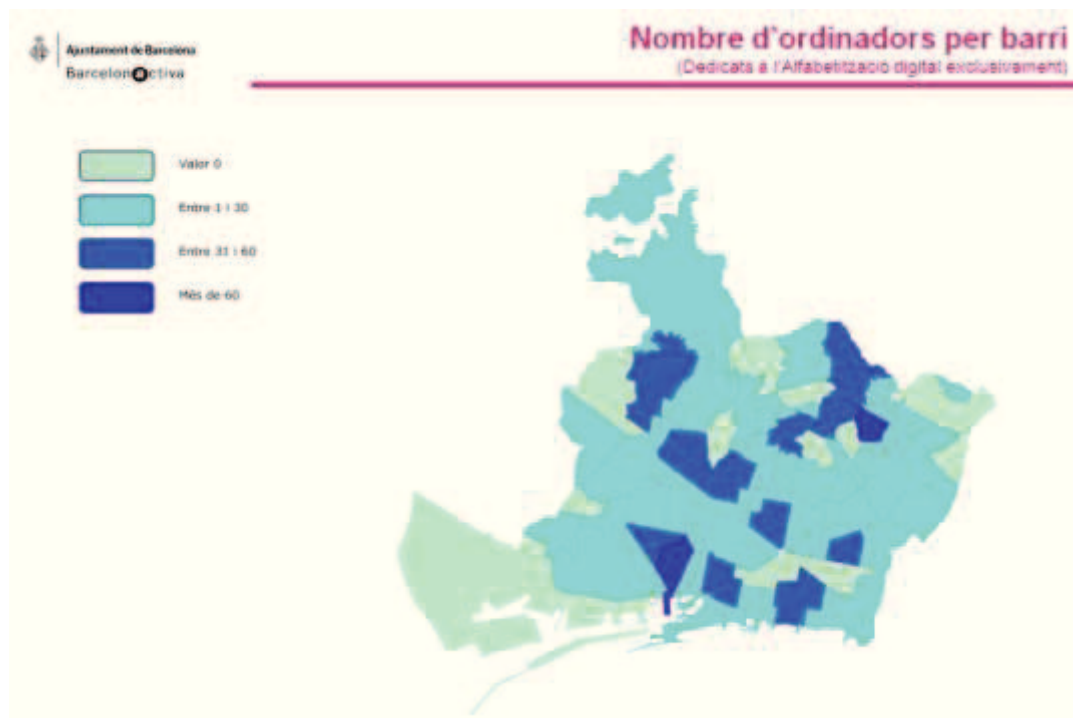 Ajuntament de Barcelona
Barcelonactiva
Nombre d'ordinadors per barri
(Dedicats a l'Alfabetització digital exclusivament)
Valor 0
Entre 1 i 30
Entre 31 i 60
Més de 60